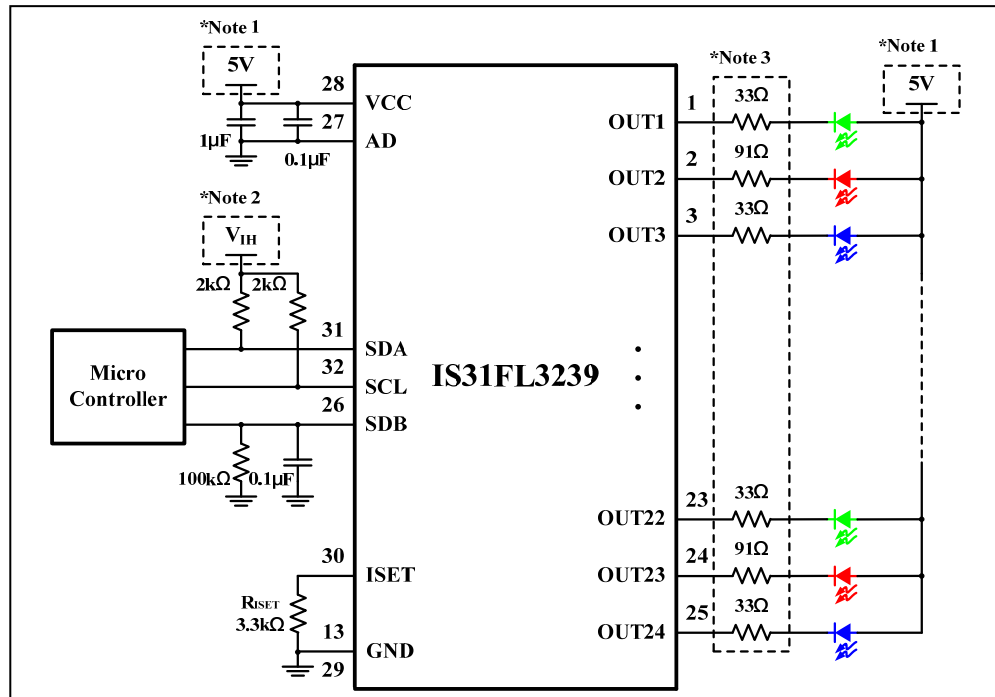 *Note 1
5V
28
VCC
27
AD
1μF
0.1μF
*Note 2
VIH
2kΩ
2kΩ
31
SDA
32
SCL
26
SDB
Micro
Controller
100kΩ
0.1μF
30
ISET
RISET
3.3kΩ
13
GND
29
IS31FL3239
*Note 3
*Note 1
5V
1
33Ω
OUT1
2
91Ω
OUT2
3
33Ω
OUT3
23
33Ω
OUT22
24
91Ω
OUT23
25
33Ω
OUT24